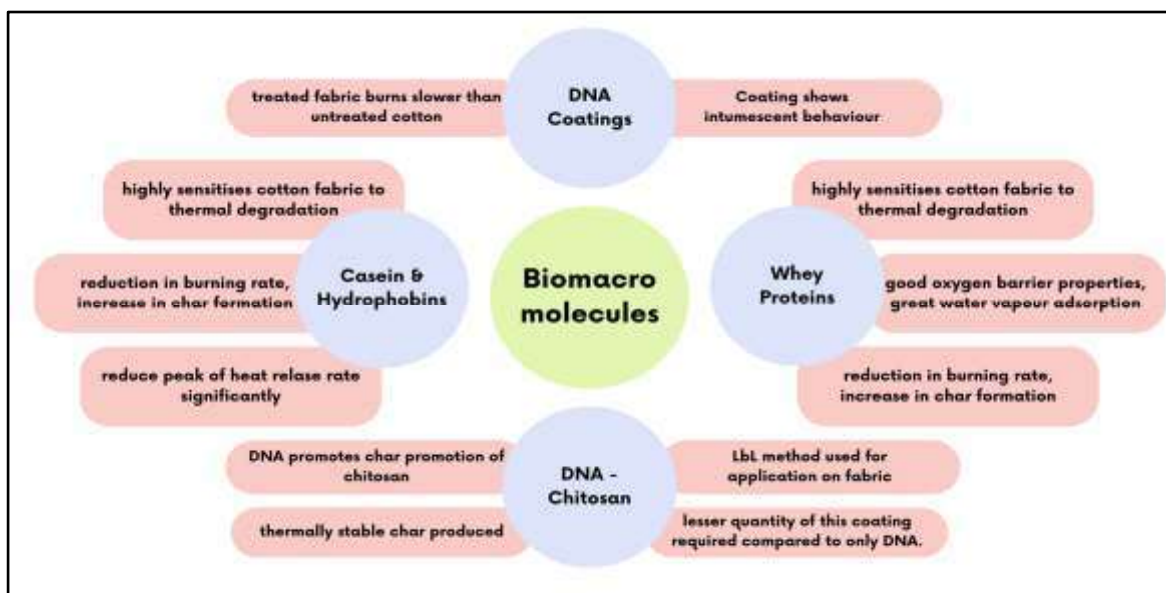 DNA
Coatings
treated fabric burns slower than
untreated cotton
Coating shows
intumescent behaviour
Biomacro
molecules
Casein &
Hydrophobins
highly sensitises cotton fabric to
thermal degradation
reduction in burning rate,
increase in char formation
reduce peak of heat relase rate
significantly
Whey
Proteins
highly sensitises cotton fabric to
thermal degradation
good oxygen barrier properties,
great water vapour adsorption
reduction in burning rate,
increase in char formation
DNA -
Chitosan
DNA promotes char promotion of
chitosan
thermally stable char produced
LbL method used for
application on fabric
lesser quantity of this coating
required compared to only DNA.